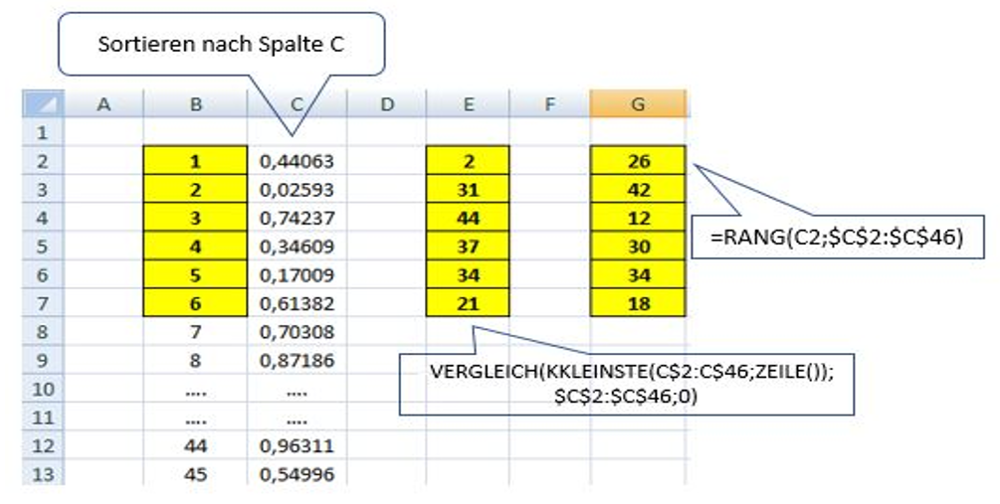 Sortieren nach Spalte C
A B C D E F G
1
2 1 0,44063 2 26
3 2 0,02593 31 42
4 3 0,74237 44 12
=RANG(C2;$C$2:$C$46)
5 4 0,34609 37 30
6 5 0,17009 34 34
7 6 0,61382 21 18
8 7 0,70308
9 8 0,87186
VERGLEICH(KKLEINSTE(C$2:C$46;ZEILE());
$C$2:$C$46;0)
10 .... ....
11 .... ....
12 44 0,96311
13 45 0,54996